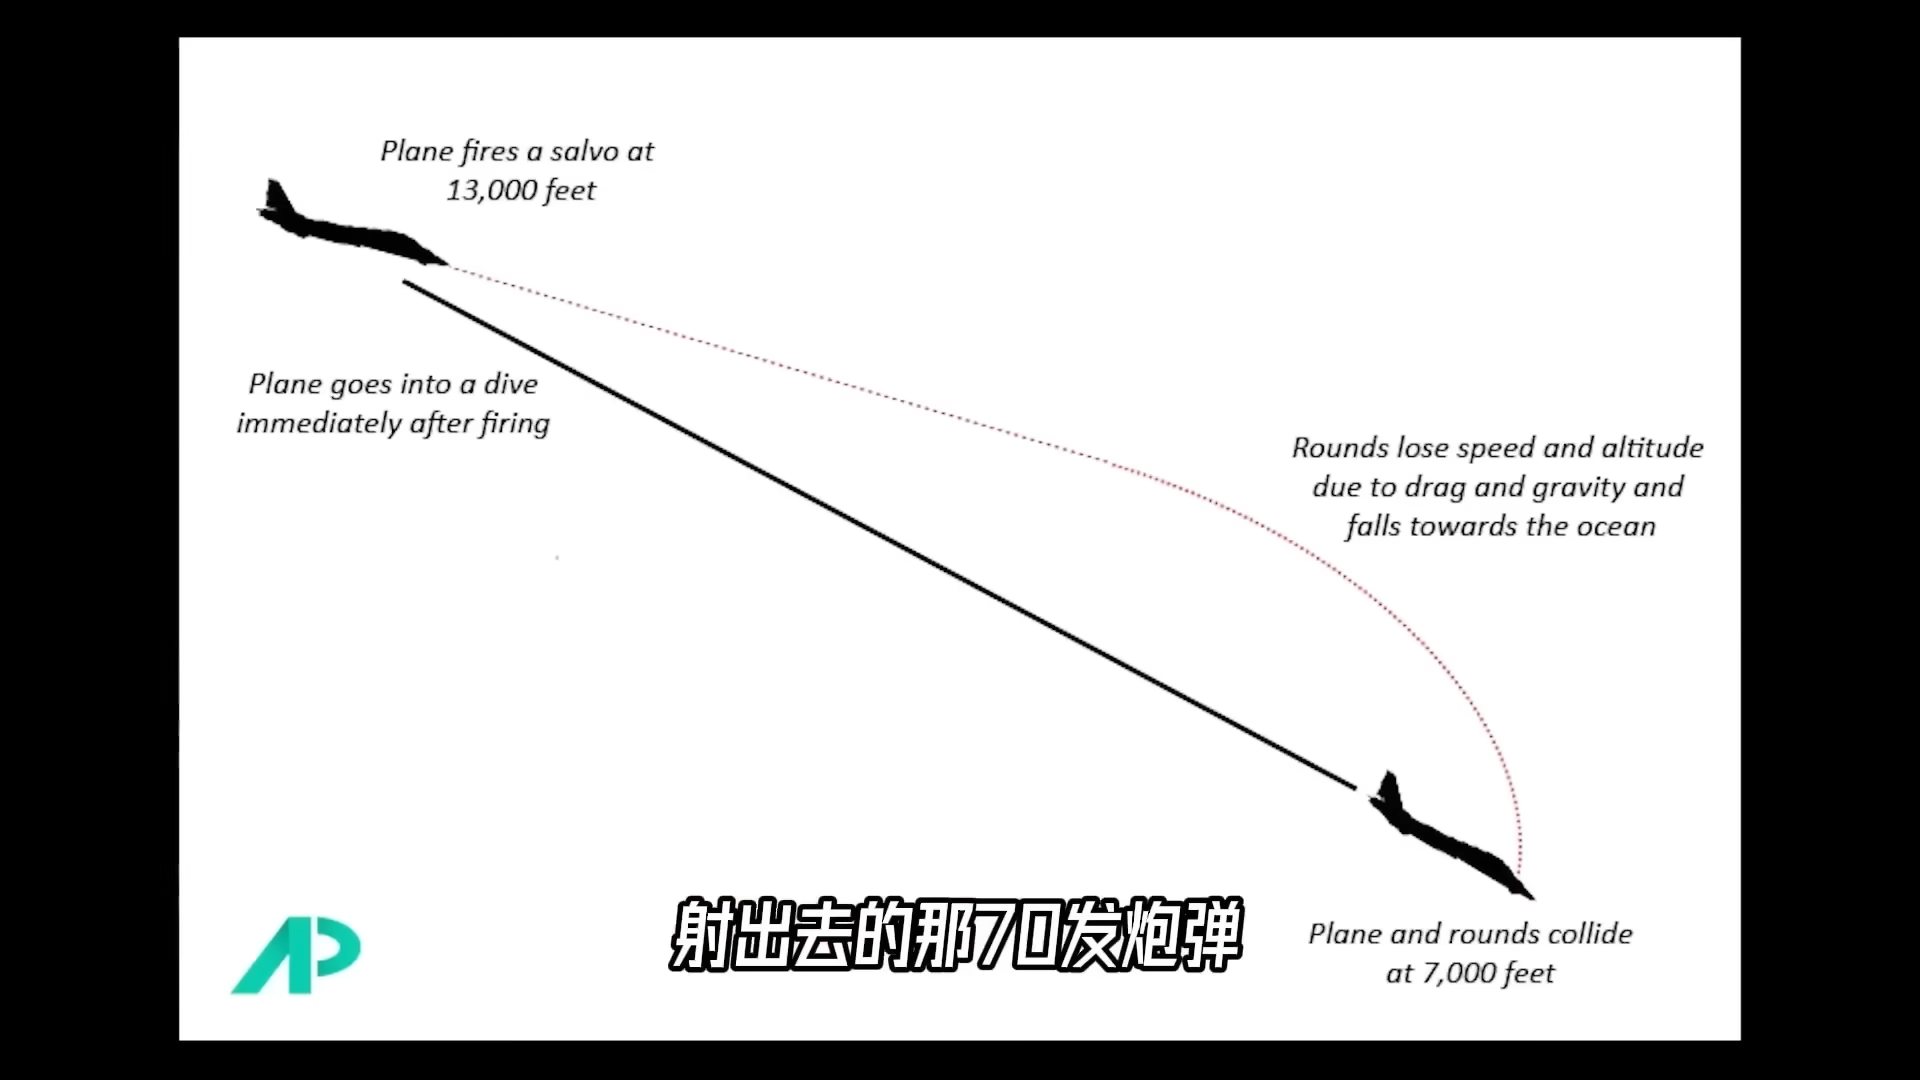 Plane fires a salvo at
13,000 feet
Plane goes into a dive
immediately after firing
Rounds lose speed and altitude
due to drag and gravity and
falls towards the ocean
射出去的那70发炮弹
Plane and rounds collide
at 7,000 feet
AP